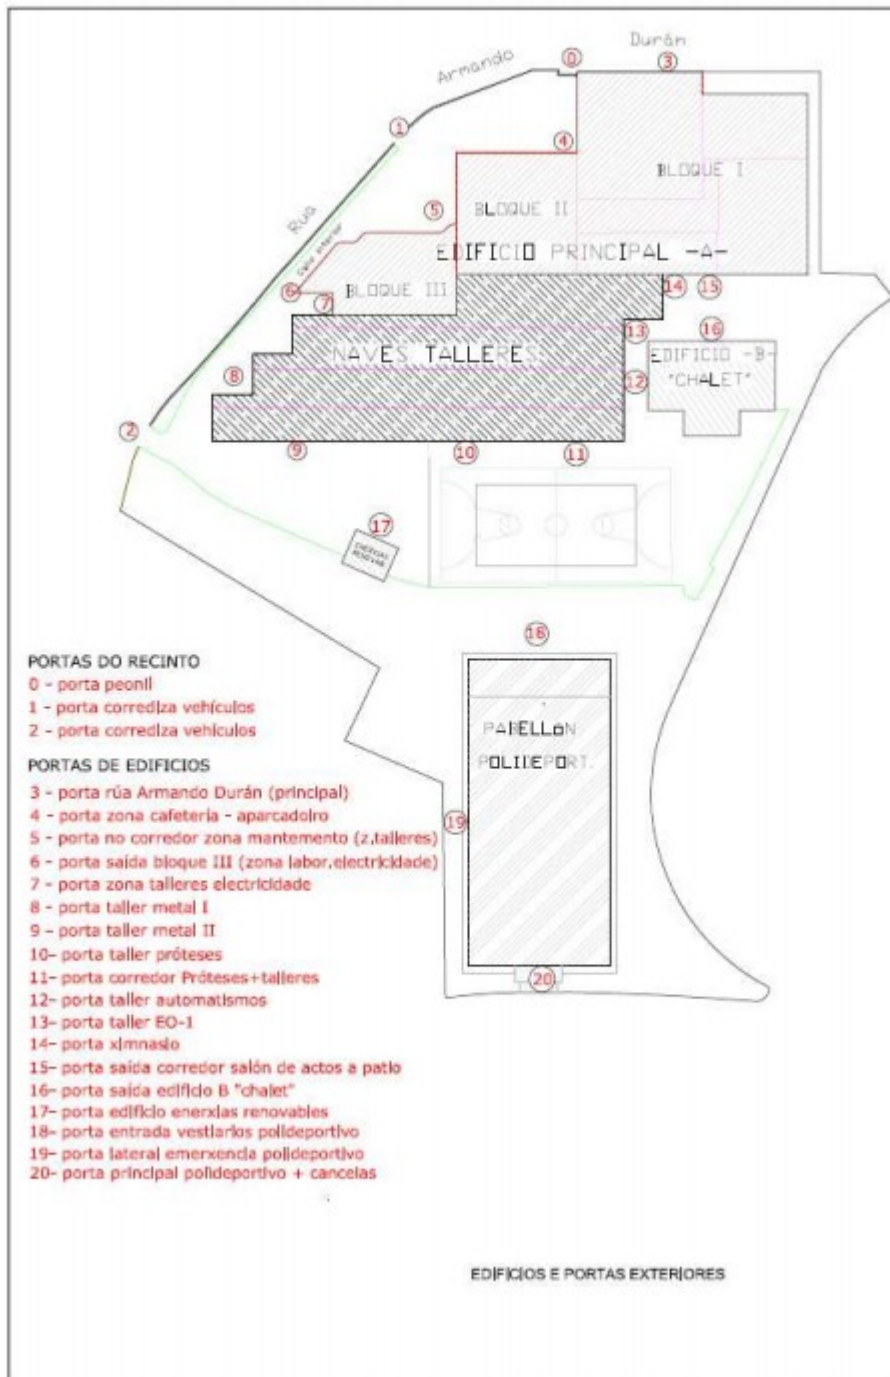 Rua Armando Durán
0
3
1
4
5
BLOQUE I
BLOQUE II
EDIFICIO PRINCIPAL -A-
6
7
BLOQUE III
14
15
13
16
NAVES TALLERES
EDIFICIO -B-
"CHALET"
8
12
2
9
10
11
17
18
PABELLON
POLIDEPORT.
19
20
PORTAS DO RECINTO
0 - porta peonil
1 - porta corrediza vehículos
2 - porta corrediza vehículos
PORTAS DE EDIFICIOS
3 - porta rúa Armando Durán (principal)
4 - porta zona cafetería - aparcadoiro
5 - porta no corredor zona mantemento (z.talleres)
6 - porta saída bloque III (zona labor.electricidade)
7 - porta zona talleres electricidade
8 - porta taller metal I
9 - porta taller metal II
10- porta taller próteses
11- porta corredor Próteses+talleres
12- porta taller automatismos
13- porta taller EO-1
14- porta ximnasio
15- porta saída corredor salón de actos a patio
16- porta saída edificio B "chalet"
17- porta edificio enerxias renovables
18- porta entrada vestiarios polideportivo
19- porta lateral emerxencia polideportivo
20- porta principal polideportivo + cancelas
EDIFICIOS E PORTAS EXTERIORES